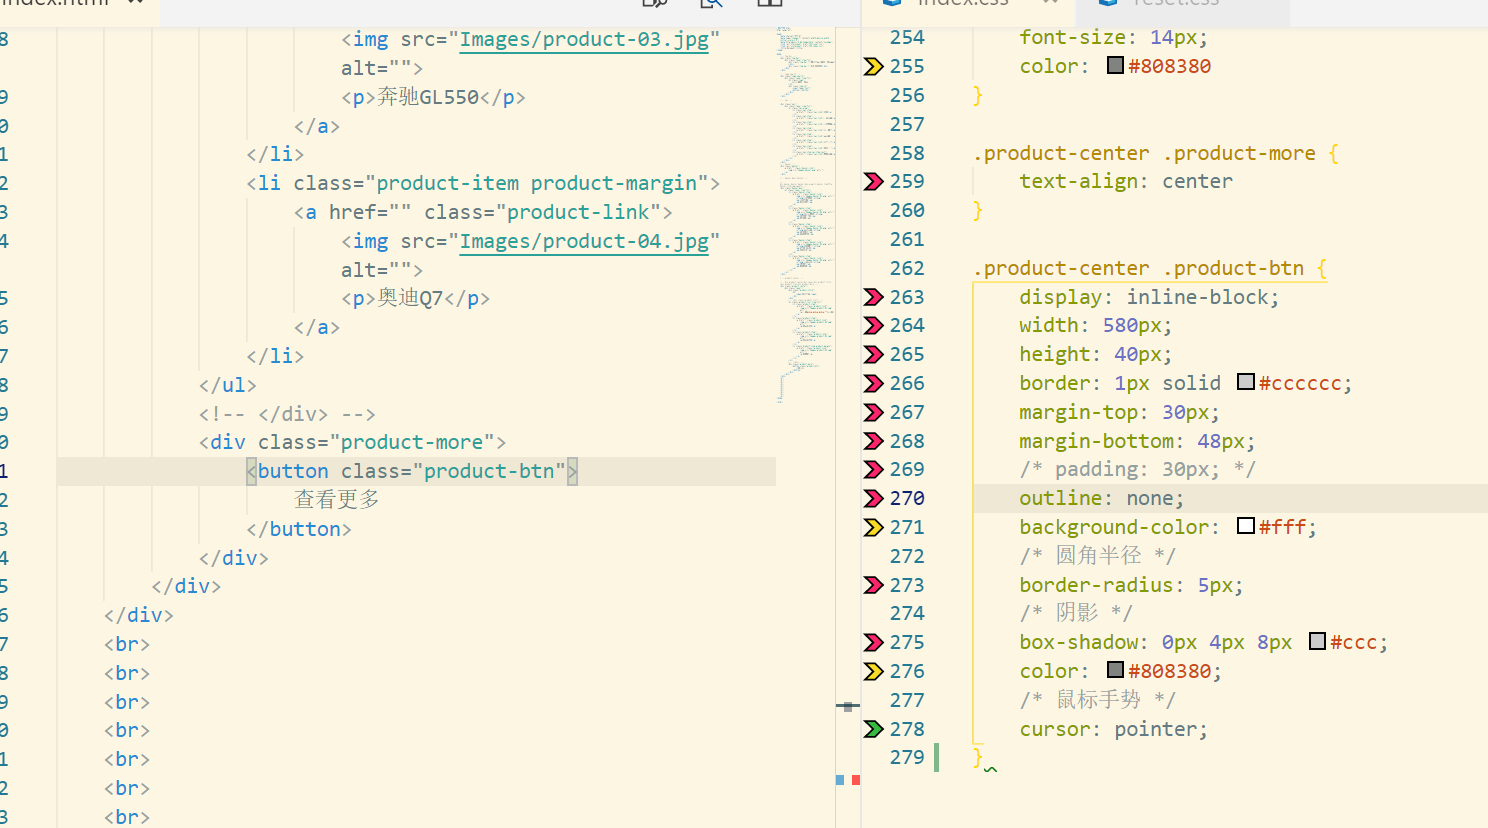 index.html
8 <img src="Images/product-03.jpg"
alt="">
9 <p>奔驰GL550</p>
0 </a>
1 </li>
2 <li class="product-item product-margin">
3 <a href="" class="product-link">
4 <img src="Images/product-04.jpg"
alt="">
5 <p>奥迪Q7</p>
6 </a>
7 </li>
8 </ul>
9 <!-- </div> -->
0 <div class="product-more">
1 <button class="product-btn">
2 查看更多
3 </button>
4 </div>
5 </div>
6 </div>
7 <br>
8 <br>
9 <br>
0 <br>
1 <br>
2 <br>
3 <br>
index.css reset.css
254 font-size: 14px;
255 color: #808380
256 }
257
258 .product-center .product-more {
259 text-align: center
260 }
261
262 .product-center .product-btn {
263 display: inline-block;
264 width: 580px;
265 height: 40px;
266 border: 1px solid #cccccc;
267 margin-top: 30px;
268 margin-bottom: 48px;
269 /* padding: 30px; */
270 outline: none;
271 background-color: #fff;
272 /* 圆角半径 */
273 border-radius: 5px;
274 /* 阴影 */
275 box-shadow: 0px 4px 8px #ccc;
276 color: #808380;
277 /* 鼠标手势 */
278 cursor: pointer;
279 }